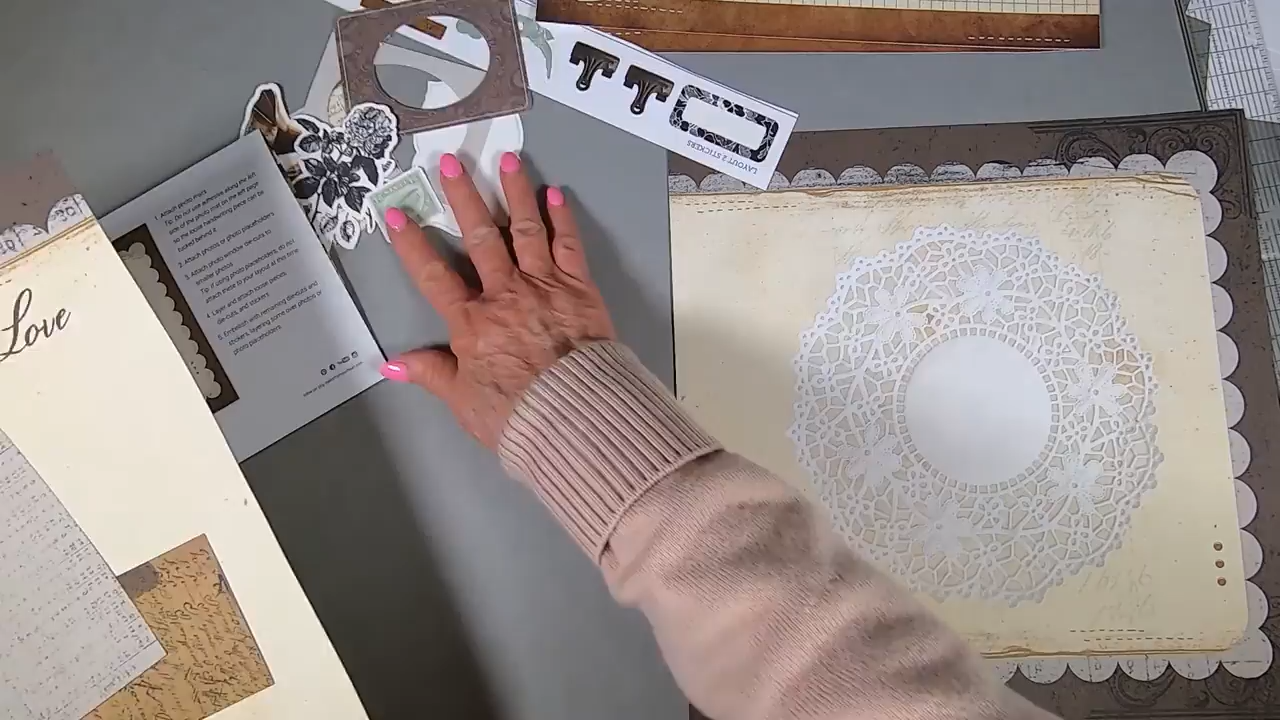 LAYOUT 2 STICKERS
1. Attach photo mats
Tip: Do not use adhesive along the left
side of the photo mat on the left page
so the loose handwriting piece can be
tucked behind it
2. Attach photos or photo placeholders
3. Attach photo window die-cuts to
smaller photos
Tip: If using photo placeholders, do not
attach these to your layout at this time
4. Layer and attach loose pieces,
die-cuts, and stickers
5. Embellish with remaining die-cuts and
stickers, layering some over photos or
photo placeholders
Love